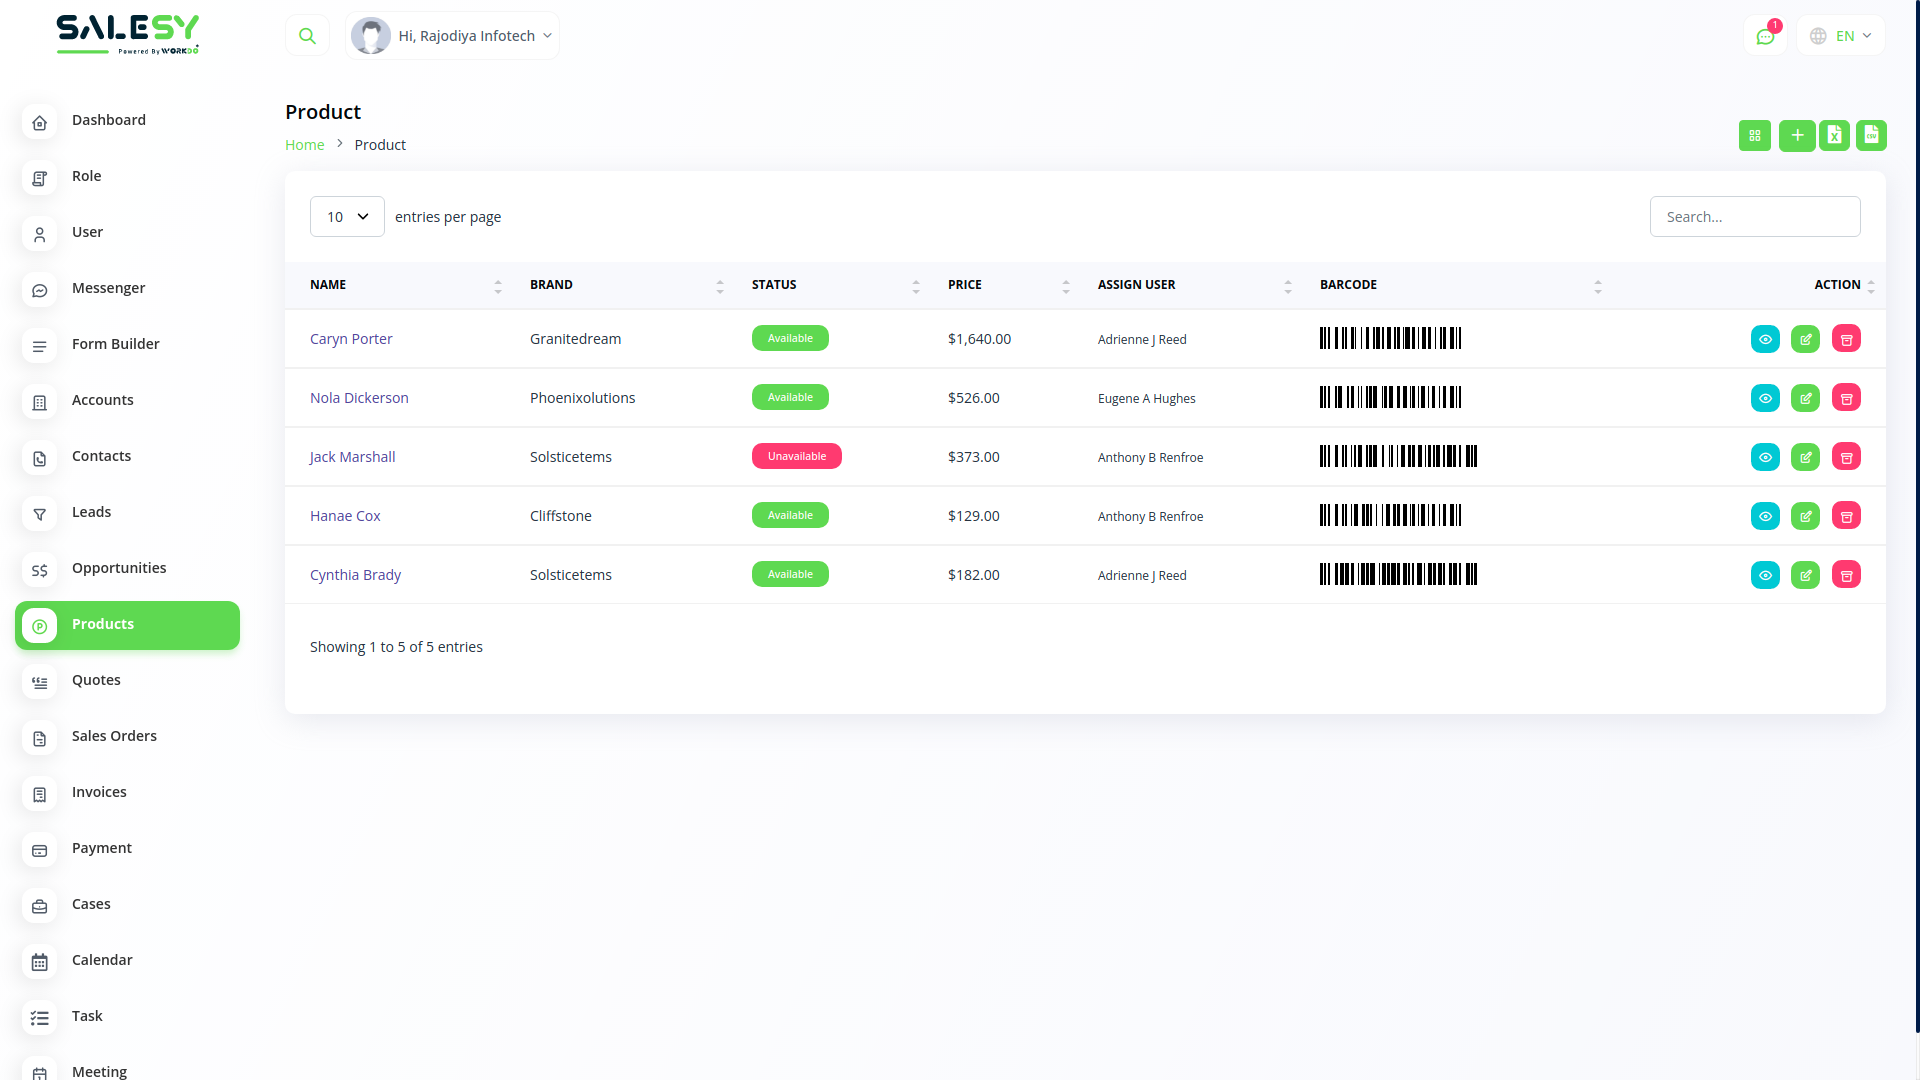 SALESY
Powered By WORKDO
Hi, Rajodiya Infotech
1
EN
Dashboard
Role
User
Messenger
Form Builder
Accounts
Contacts
Leads
Opportunities
Products
Quotes
Sales Orders
Invoices
Payment
Cases
Calendar
Task
Meeting
Product
Home > Product
10 entries per page
Search...
NAME BRAND STATUS PRICE ASSIGN USER BARCODE ACTION
Caryn Porter Granitedream Available $1,640.00 Adrienne J Reed
Nola Dickerson Phoenixolutions Available $526.00 Eugene A Hughes
Jack Marshall Solsticetems Unavailable $373.00 Anthony B Renfroe
Hanae Cox Cliffstone Available $129.00 Anthony B Renfroe
Cynthia Brady Solsticetems Available $182.00 Adrienne J Reed
Showing 1 to 5 of 5 entries